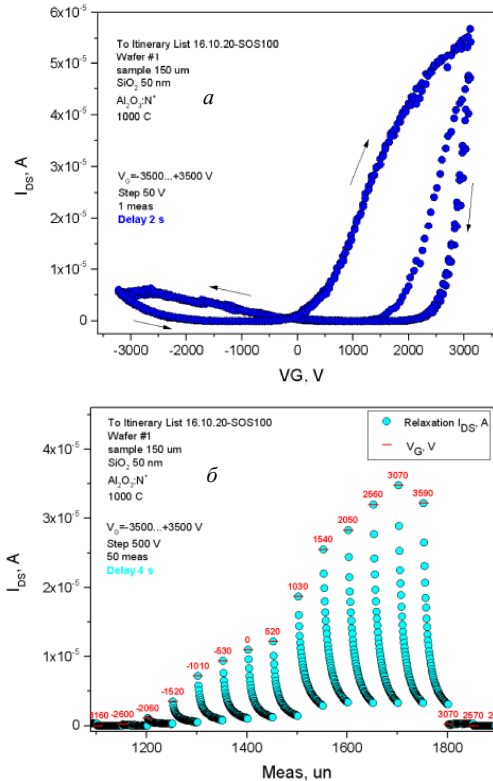 6x10⁻⁵
5x10⁻⁵
4x10⁻⁵
3x10⁻⁵
2x10⁻⁵
1x10⁻⁵
0
I_DS, A
To Itinerary List 16.10.20-SOS100
Wafer #1
sample 150 um
SiO₂ 50 nm
Al₂O₃:N⁺
1000 C
а
V_G=-3500...+3500 V
Step 50 V
1 meas
Delay 2 s
-3000 -2000 -1000 0 1000 2000 3000
VG, V
To Itinerary List 16.10.20-SOS100
Wafer #1
sample 150 um
SiO₂ 50 nm
Al₂O₃:N⁺
1000 C
б
V_G=-3500...+3500 V
Step 500 V
50 meas
Delay 4 s
Relaxation I_DS, A
V_G, V
4x10⁻⁵
3x10⁻⁵
2x10⁻⁵
1x10⁻⁵
0
I_DS, A
-2600 -2060 -1520 -1010 -630 0 520 1030 1540 2050 2560 3070 3590 3070 2570
1200 1400 1600 1800
Meas, un